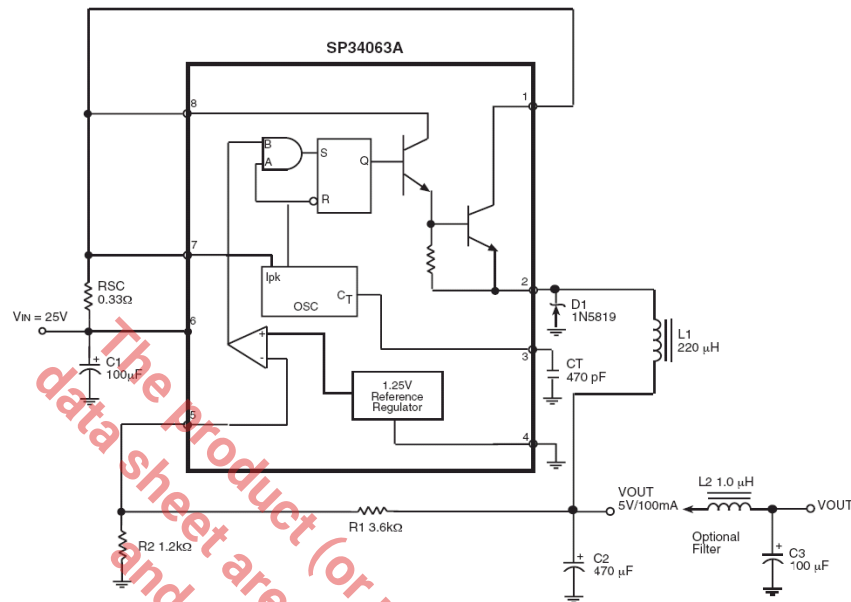 SP34063A
8
1
B
A
S
Q
R
7
Ipk
CT
OSC
2
RSC
0.33Ω
D1
1N5819
L1
220 μH
VIN = 25V
6
+
-
3
CT
470 pF
C1
+
100μF
1.25V
Reference
Regulator
5
4
R1 3.6kΩ
R2 1.2kΩ
VOUT
5V/100mA
L2 1.0 μH
VOUT
Optional
Filter
+
C2
470 μF
+
C3
100 μF
The product (or
data sheet are
and